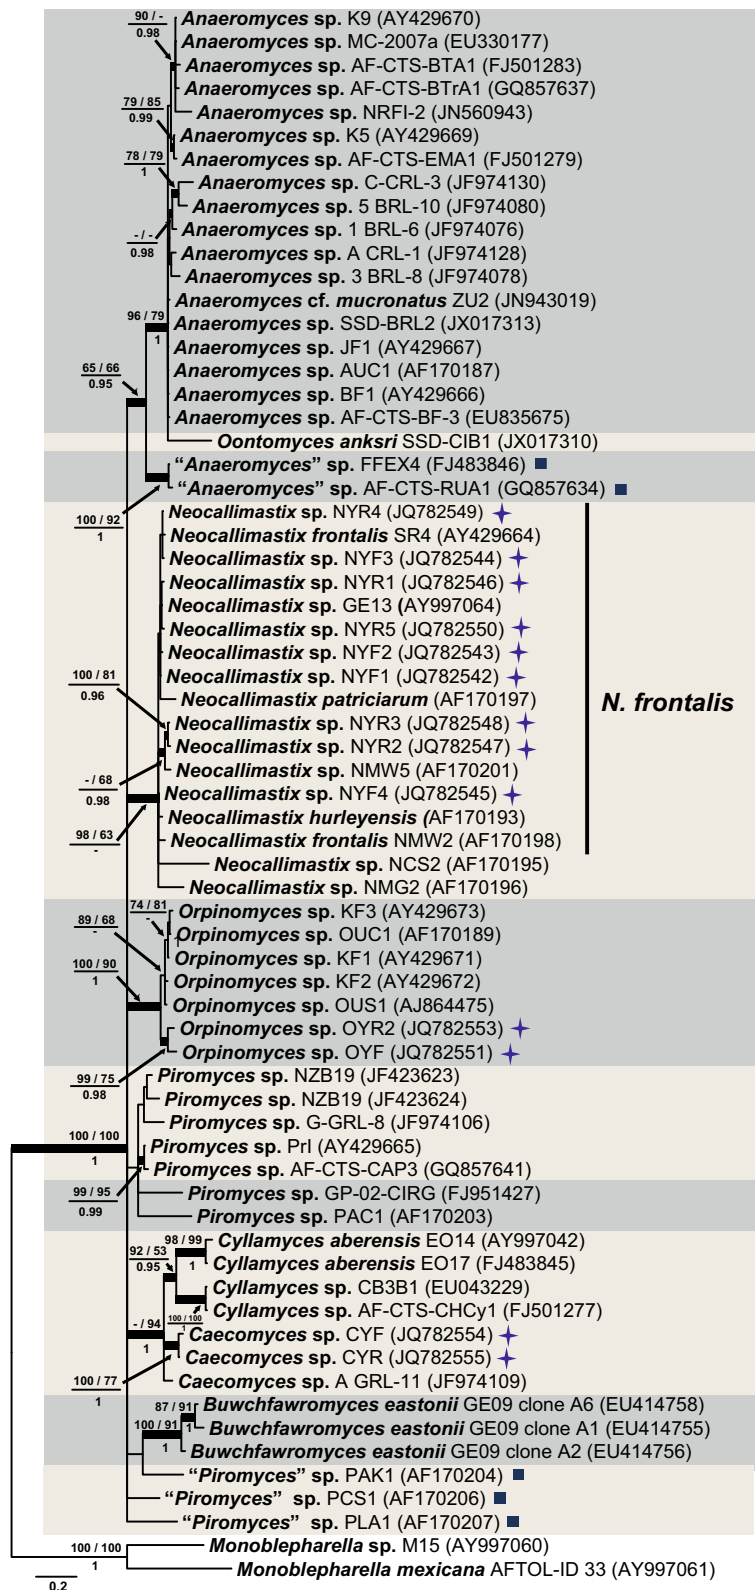 90 / -
0.98
Anaeromyces sp. K9 (AY429670)
Anaeromyces sp. MC-2007a (EU330177)
Anaeromyces sp. AF-CTS-BTA1 (FJ501283)
Anaeromyces sp. AF-CTS-BTrA1 (GQ857637)
79 / 85
0.99
Anaeromyces sp. NRFI-2 (JN560943)
Anaeromyces sp. K5 (AY429669)
78 / 79
1
Anaeromyces sp. AF-CTS-EMA1 (FJ501279)
Anaeromyces sp. C-CRL-3 (JF974130)
Anaeromyces sp. 5 BRL-10 (JF974080)
- / -
0.98
Anaeromyces sp. 1 BRL-6 (JF974076)
Anaeromyces sp. A CRL-1 (JF974128)
Anaeromyces sp. 3 BRL-8 (JF974078)
Anaeromyces cf. mucronatus ZU2 (JN943019)
96 / 79
1
Anaeromyces sp. SSD-BRL2 (JX017313)
Anaeromyces sp. JF1 (AY429667)
65 / 66
0.95
Anaeromyces sp. AUC1 (AF170187)
Anaeromyces sp. BF1 (AY429666)
Anaeromyces sp. AF-CTS-BF-3 (EU835675)
Oontomyces anksri SSD-CIB1 (JX017310)
“Anaeromyces” sp. FFEX4 (FJ483846)
“Anaeromyces” sp. AF-CTS-RUA1 (GQ857634)
100 / 92
1
Neocallimastix sp. NYR4 (JQ782549)
Neocallimastix frontalis SR4 (AY429664)
Neocallimastix sp. NYF3 (JQ782544)
Neocallimastix sp. NYR1 (JQ782546)
Neocallimastix sp. GE13 (AY997064)
Neocallimastix sp. NYR5 (JQ782550)
Neocallimastix sp. NYF2 (JQ782543)
100 / 81
0.96
Neocallimastix sp. NYF1 (JQ782542)
Neocallimastix patriciarum (AF170197)
N. frontalis
Neocallimastix sp. NYR3 (JQ782548)
Neocallimastix sp. NYR2 (JQ782547)
- / 68
0.98
Neocallimastix sp. NMW5 (AF170201)
Neocallimastix sp. NYF4 (JQ782545)
Neocallimastix hurleyensis (AF170193)
98 / 63
-
Neocallimastix frontalis NMW2 (AF170198)
Neocallimastix sp. NCS2 (AF170195)
Neocallimastix sp. NMG2 (AF170196)
74 / 81
-
Orpinomyces sp. KF3 (AY429673)
89 / 68
-
Orpinomyces sp. OUC1 (AF170189)
1
Orpinomyces sp. KF1 (AY429671)
100 / 90
1
Orpinomyces sp. KF2 (AY429672)
Orpinomyces sp. OUS1 (AJ864475)
Orpinomyces sp. OYR2 (JQ782553)
Orpinomyces sp. OYF (JQ782551)
99 / 75
0.98
Piromyces sp. NZB19 (JF423623)
Piromyces sp. NZB19 (JF423624)
Piromyces sp. G-GRL-8 (JF974106)
100 / 100
1
Piromyces sp. PrI (AY429665)
Piromyces sp. AF-CTS-CAP3 (GQ857641)
99 / 95
0.99
Piromyces sp. GP-02-CIRG (FJ951427)
Piromyces sp. PAC1 (AF170203)
98 / 99
1
Cyllamyces aberensis EO14 (AY997042)
92 / 53
0.95
Cyllamyces aberensis EO17 (FJ483845)
Cyllamyces sp. CB3B1 (EU043229)
Cyllamyces sp. AF-CTS-CHCy1 (FJ501277)
100 / 100
1
- / 94
1
Caecomyces sp. CYF (JQ782554)
Caecomyces sp. CYR (JQ782555)
100 / 77
1
Caecomyces sp. A GRL-11 (JF974109)
87 / 91
1
Buwchfawromyces eastonii GE09 clone A6 (EU414758)
100 / 91
1
Buwchfawromyces eastonii GE09 clone A1 (EU414755)
Buwchfawromyces eastonii GE09 clone A2 (EU414756)
“Piromyces” sp. PAK1 (AF170204)
“Piromyces” sp. PCS1 (AF170206)
“Piromyces” sp. PLA1 (AF170207)
100 / 100
1
Monoblepharella sp. M15 (AY997060)
Monoblepharella mexicana AFTOL-ID 33 (AY997061)
0.2